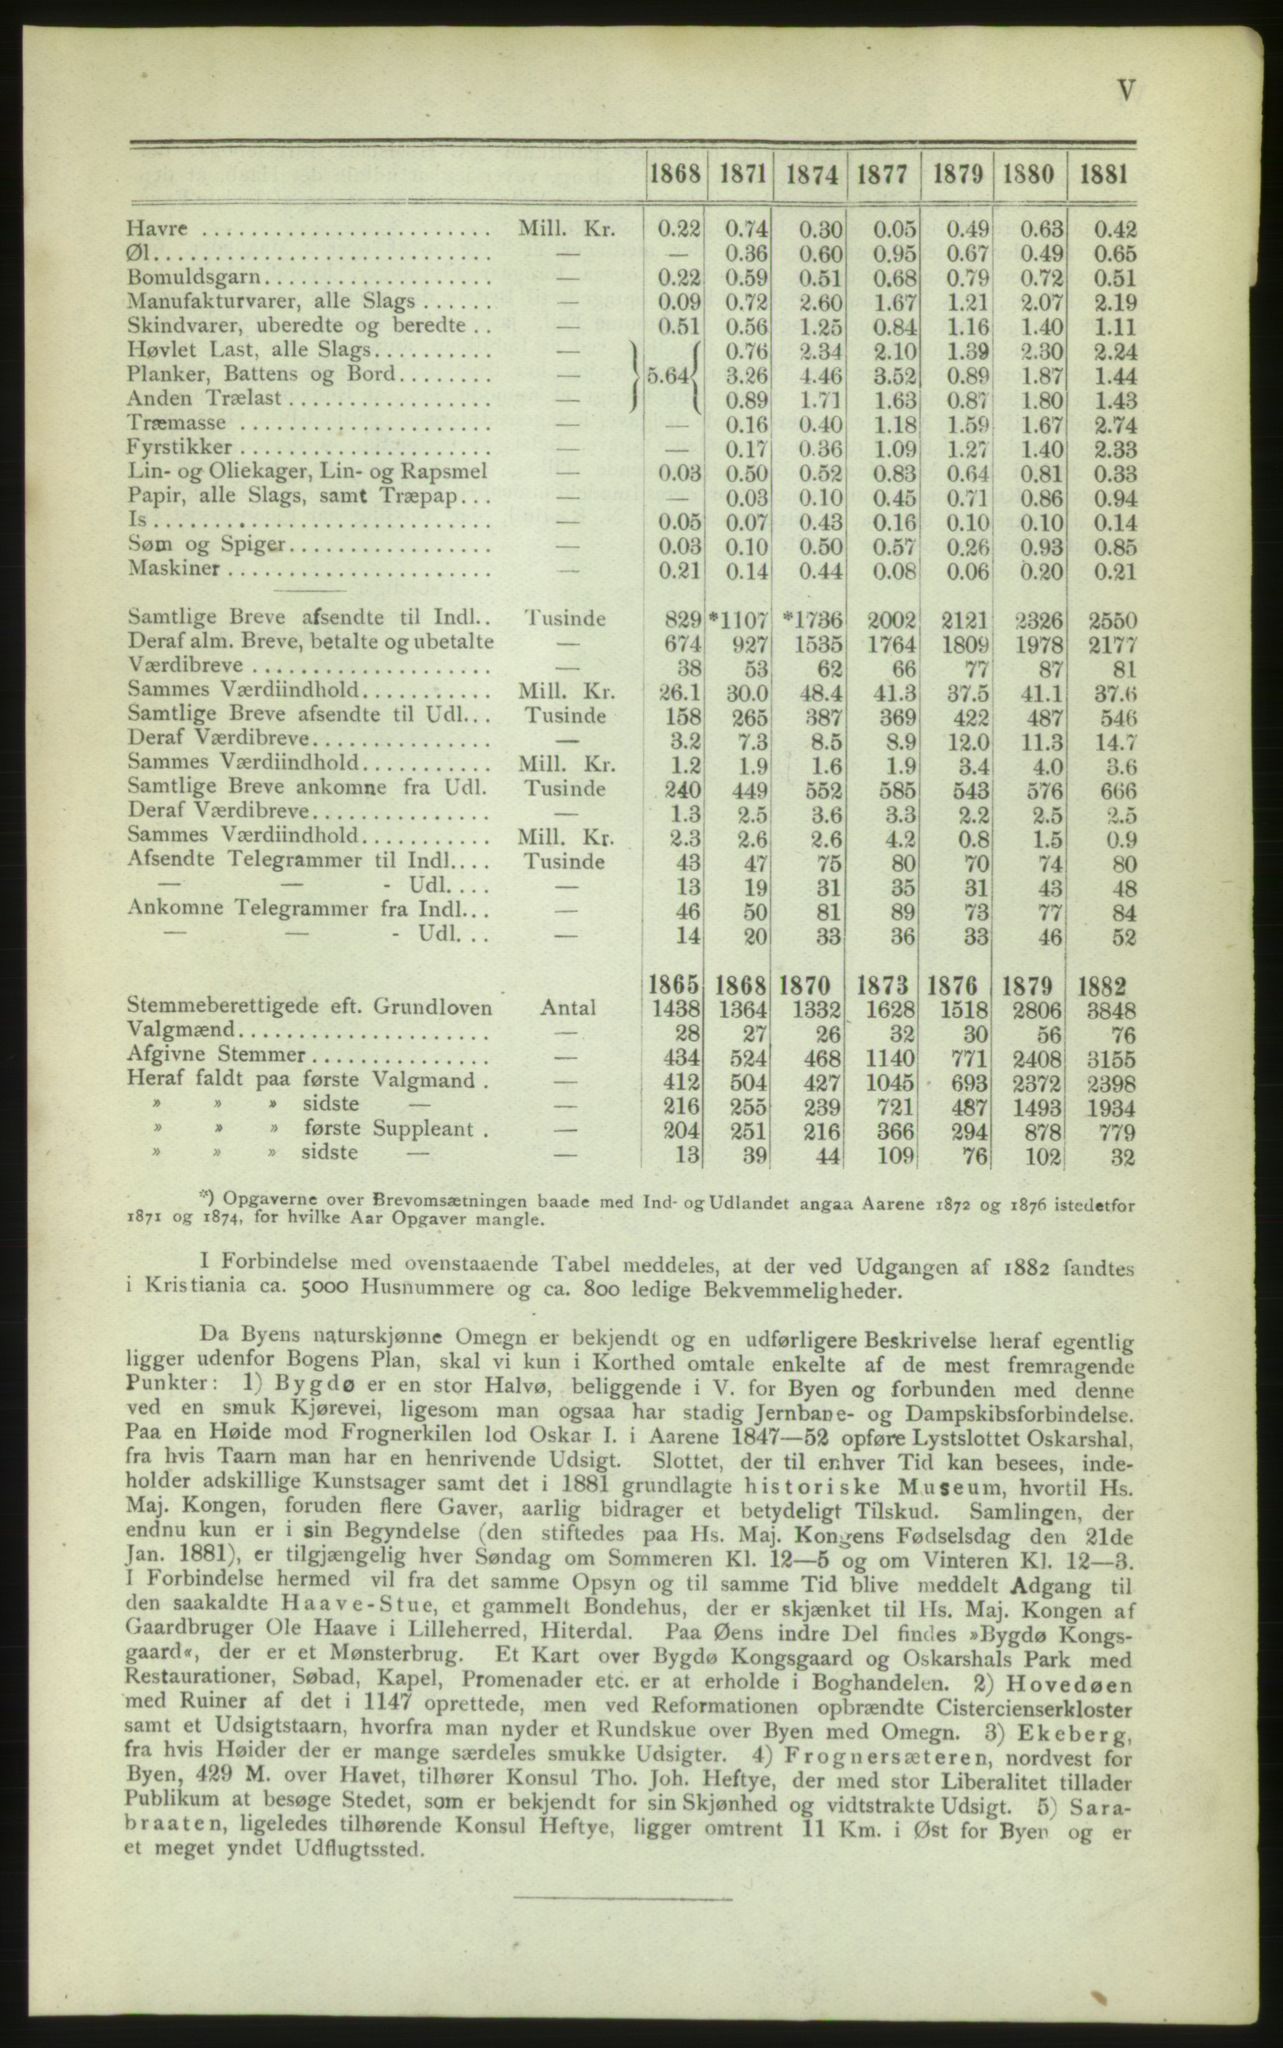 V
1868 1871 1874 1877 1879 1880 1881
Havre ........................ Mill. Kr. 0.22 0.74 0.30 0.05 0.49 0.63 0.42
Øl............................ — — 0.36 0.60 0.95 0.67 0.49 0.65
Bomuldsgarn................... — 0.22 0.59 0.51 0.68 0.79 0.72 0.51
Manufakturvarer, alle Slags ...... — 0.09 0.72 2.60 1.67 1.21 2.07 2.19
Skindvarer, uberedte og beredte .. — 0.51 0.56 1.25 0.84 1.16 1.40 1.11
Høvlet Last, alle Slags.......... — 0.76 2.34 2.10 1.39 2.30 2.24
Planker, Battens og Bord........ — } 5.64 { 3.26 4.46 3.52 0.89 1.87 1.44
Anden Trælast ................. — 0.89 1.71 1.63 0.87 1.80 1.43
Træmasse ..................... — — 0.16 0.40 1.18 1.59 1.67 2.74
Fyrstikker ..................... — — 0.17 0.36 1.09 1.27 1.40 2.33
Lin- og Oliekager, Lin- og Rapsmel — 0.03 0.50 0.52 0.83 0.64 0.81 0.33
Papir, alle Slags, samt Træpap... — — 0.03 0.10 0.45 0.71 0.86 0.94
Is............................ — 0.05 0.07 0.43 0.16 0.10 0.10 0.14
Søm og Spiger................. — 0.03 0.10 0.50 0.57 0.26 0.93 0.85
Maskiner ...................... — 0.21 0.14 0.44 0.08 0.06 0.20 0.21
Samtlige Breve afsendte til Indl.. Tusinde 829 *1107 *1736 2002 2121 2326 2550
Deraf alm. Breve, betalte og ubetalte — 674 927 1535 1764 1809 1978 2177
Værdibreve .................... — 38 53 62 66 77 87 81
Sammes Værdiindhold........... Mill. Kr. 26.1 30.0 48.4 41.3 37.5 41.1 37.6
Samtlige Breve afsendte til Udl... Tusinde 158 265 387 369 422 487 546
Deraf Værdibreve............... — 3.2 7.3 8.5 8.9 12.0 11.3 14.7
Sammes Værdiindhold........... Mill. Kr. 1.2 1.9 1.6 1.9 3.4 4.0 3.6
Samtlige Breve ankomne fra Udl. Tusinde 240 449 552 585 543 576 666
Deraf Værdibreve............... — 1.3 2.5 3.6 3.3 2.2 2.5 2.5
Sammes Værdiindhold........... Mill. Kr. 2.3 2.6 2.6 4.2 0.8 1.5 0.9
Afsendte Telegrammer til Indl.... Tusinde 43 47 75 80 70 74 80
— — - Udl. ... — 13 19 31 35 31 43 48
Ankomne Telegrammer fra Indl... — 46 50 81 89 73 77 84
— — - Udl. .. — 14 20 33 36 33 46 52
1865 1868 1870 1873 1876 1879 1882
Stemmeberettigede eft. Grundloven Antal 1438 1364 1332 1628 1518 2806 3848
Valgmænd..................... — 28 27 26 32 30 56 76
Afgivne Stemmer ............... — 434 524 468 1140 771 2408 3155
Heraf faldt paa første Valgmand . — 412 504 427 1045 693 2372 2398
» » » sidste — — 216 255 239 721 487 1493 1934
» » » første Suppleant . — 204 251 216 366 294 878 779
» » » sidste — — 13 39 44 109 76 102 32
*) Opgaverne over Brevomsætningen baade med Ind- og Udlandet angaa Aarene 1872 og 1876 istedetfor
1871 og 1874, for hvilke Aar Opgaver mangle.
I Forbindelse med ovenstaaende Tabel meddeles, at der ved Udgangen af 1882 fandtes
i Kristiania ca. 5000 Husnummere og ca. 800 ledige Bekvemmeligheder.
Da Byens naturskjønne Omegn er bekjendt og en udførligere Beskrivelse heraf egentlig
ligger udenfor Bogens Plan, skal vi kun i Korthed omtale enkelte af de mest fremragende
Punkter: 1) Bygdø er en stor Halvø, beliggende i V. for Byen og forbunden med denne
ved en smuk Kjørevei, ligesom man ogsaa har stadig Jernbane- og Dampskibsforbindelse.
Paa en Høide mod Frognerkilen lod Oskar I. i Aarene 1847—52 opføre Lystslottet Oskarshal,
fra hvis Taarn man har en henrivende Udsigt. Slottet, der til enhver Tid kan besees, inde-
holder adskillige Kunstsager samt det i 1881 grundlagte historiske Museum, hvortil Hs.
Maj. Kongen, foruden flere Gaver, aarlig bidrager et betydeligt Tilskud. Samlingen, der
endnu kun er i sin Begyndelse (den stiftedes paa Hs. Maj. Kongens Fødselsdag den 21de
Jan. 1881), er tilgjængelig hver Søndag om Sommeren Kl. 12—5 og om Vinteren Kl. 12—3.
I Forbindelse hermed vil fra det samme Opsyn og til samme Tid blive meddelt Adgang til
den saakaldte Haave-Stue, et gammelt Bondehus, der er skjænket til Hs. Maj. Kongen af
Gaardbruger Ole Haave i Lilleherred, Hiterdal. Paa Øens indre Del findes »Bygdø Kongs-
gaard«, der er et Mønsterbrug. Et Kart over Bygdø Kongsgaard og Oskarshals Park med
Restaurationer, Søbad, Kapel, Promenader etc. er at erholde i Boghandelen. 2) Hovedøen
med Ruiner af det i 1147 oprettede, men ved Reformationen opbrændte Cistercienserkloster
samt et Udsigtstaarn, hvorfra man nyder et Rundskue over Byen med Omegn. 3) Ekeberg,
fra hvis Høider der er mange særdeles smukke Udsigter. 4) Frognersæteren, nordvest for
Byen, 429 M. over Havet, tilhører Konsul Tho. Joh. Heftye, der med stor Liberalitet tillader
Publikum at besøge Stedet, som er bekjendt for sin Skjønhed og vidtstrakte Udsigt. 5) Sara-
braaten, ligeledes tilhørende Konsul Heftye, ligger omtrent 11 Km. i Øst for Byen og er
et meget yndet Udflugtssted.